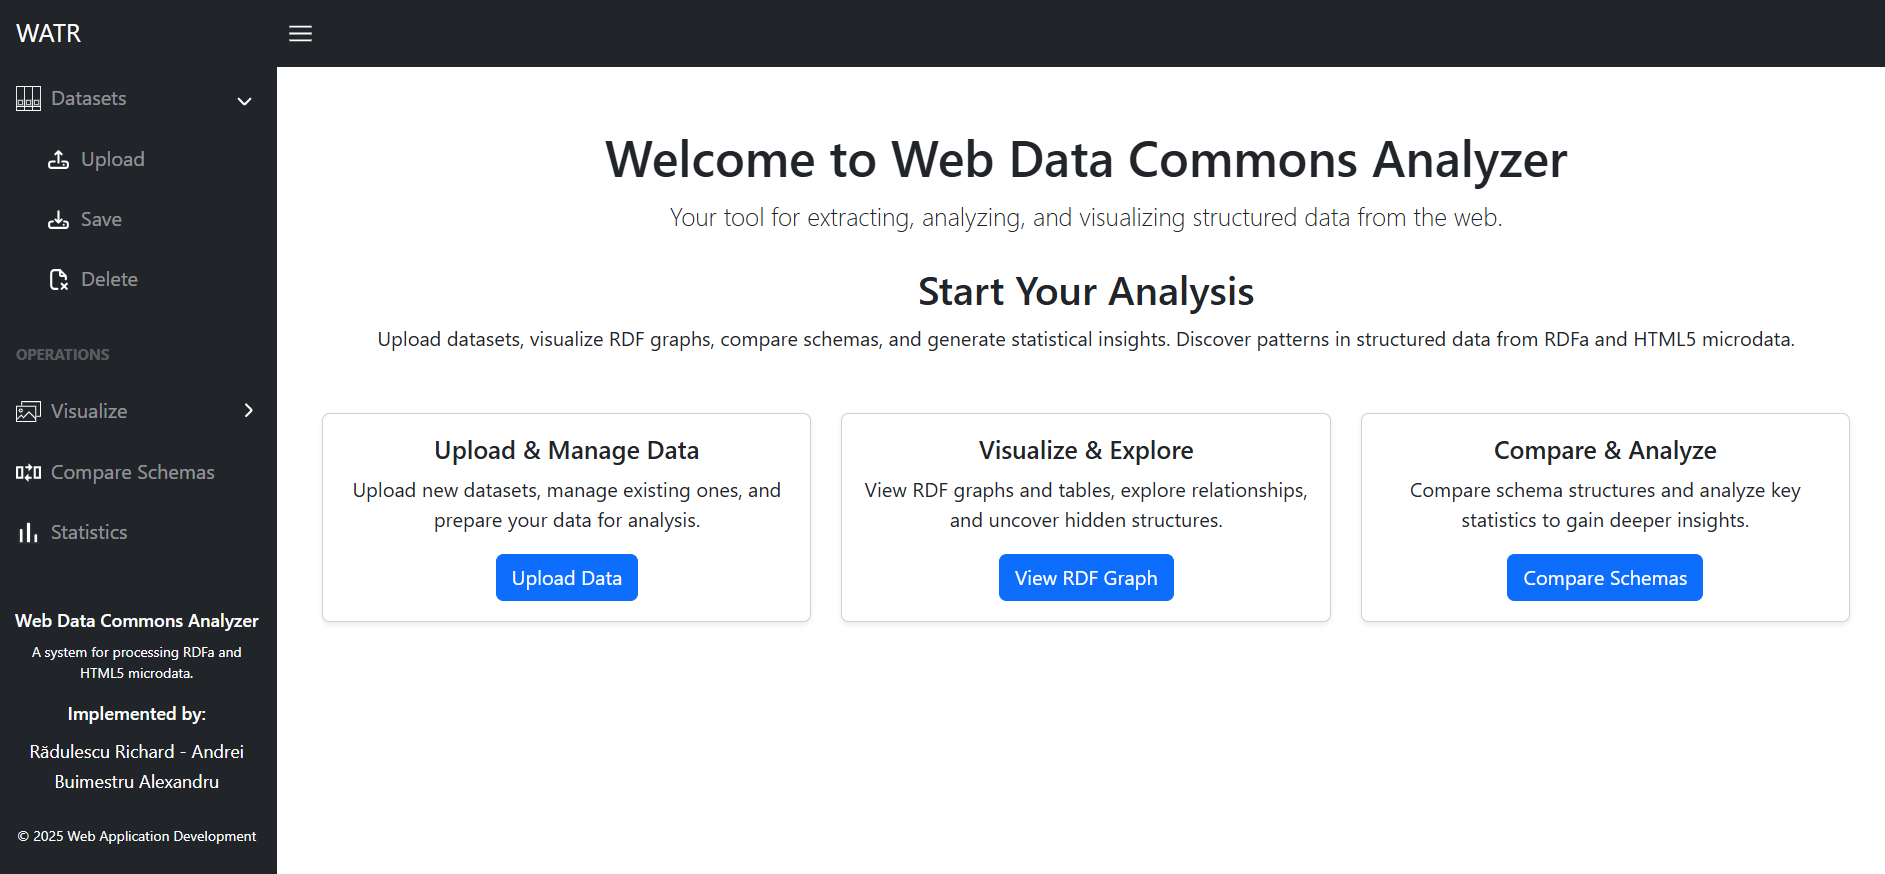 WATR
Datasets
Upload
Save
Delete
OPERATIONS
Visualize
Compare Schemas
Statistics
Web Data Commons Analyzer
A system for processing RDFa and
HTML5 microdata.
Implemented by:
Rădulescu Richard - Andrei
Buimestru Alexandru
© 2025 Web Application Development
Welcome to Web Data Commons Analyzer
Your tool for extracting, analyzing, and visualizing structured data from the web.
Start Your Analysis
Upload datasets, visualize RDF graphs, compare schemas, and generate statistical insights. Discover patterns in structured data from RDFa and HTML5 microdata.
Upload & Manage Data
Upload new datasets, manage existing ones, and
prepare your data for analysis.
Upload Data
Visualize & Explore
View RDF graphs and tables, explore relationships,
and uncover hidden structures.
View RDF Graph
Compare & Analyze
Compare schema structures and analyze key
statistics to gain deeper insights.
Compare Schemas